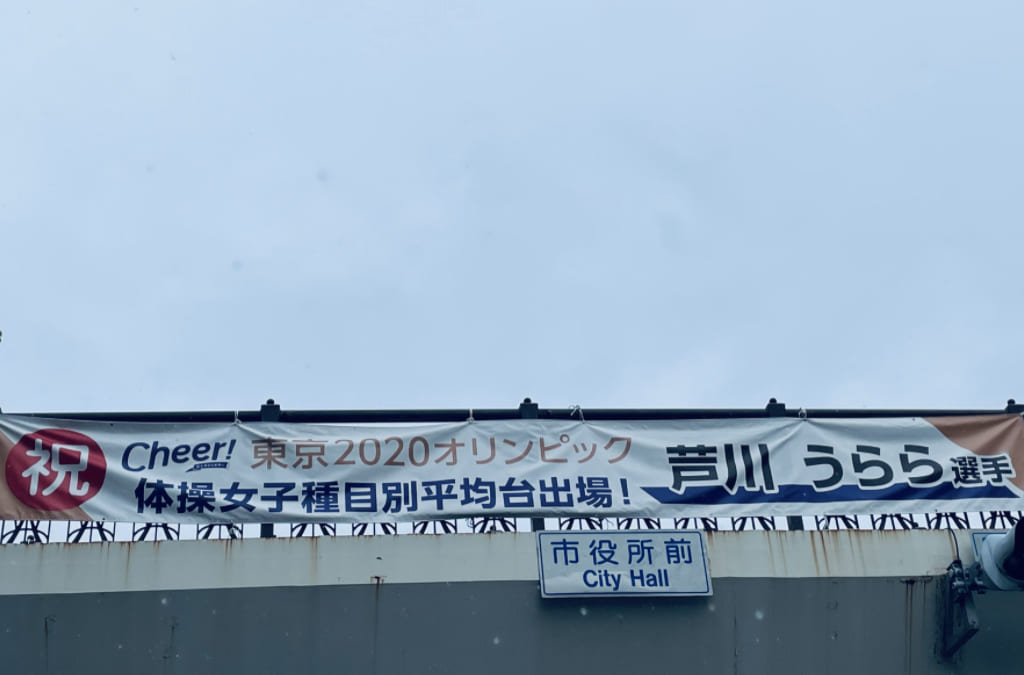 祝
Cheer! 東京2020オリンピック
体操女子種目別平均台出場！
芦川 うらら選手
市役所前
City Hall